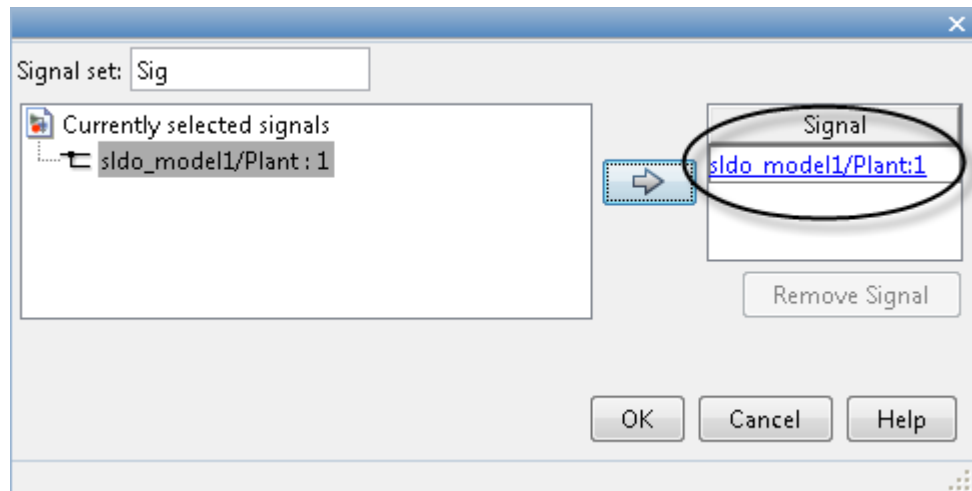 Signal set: Sig
Currently selected signals
sldo_model1/Plant : 1
Signal
sldo_model1/Plant:1
Remove Signal
OK Cancel Help